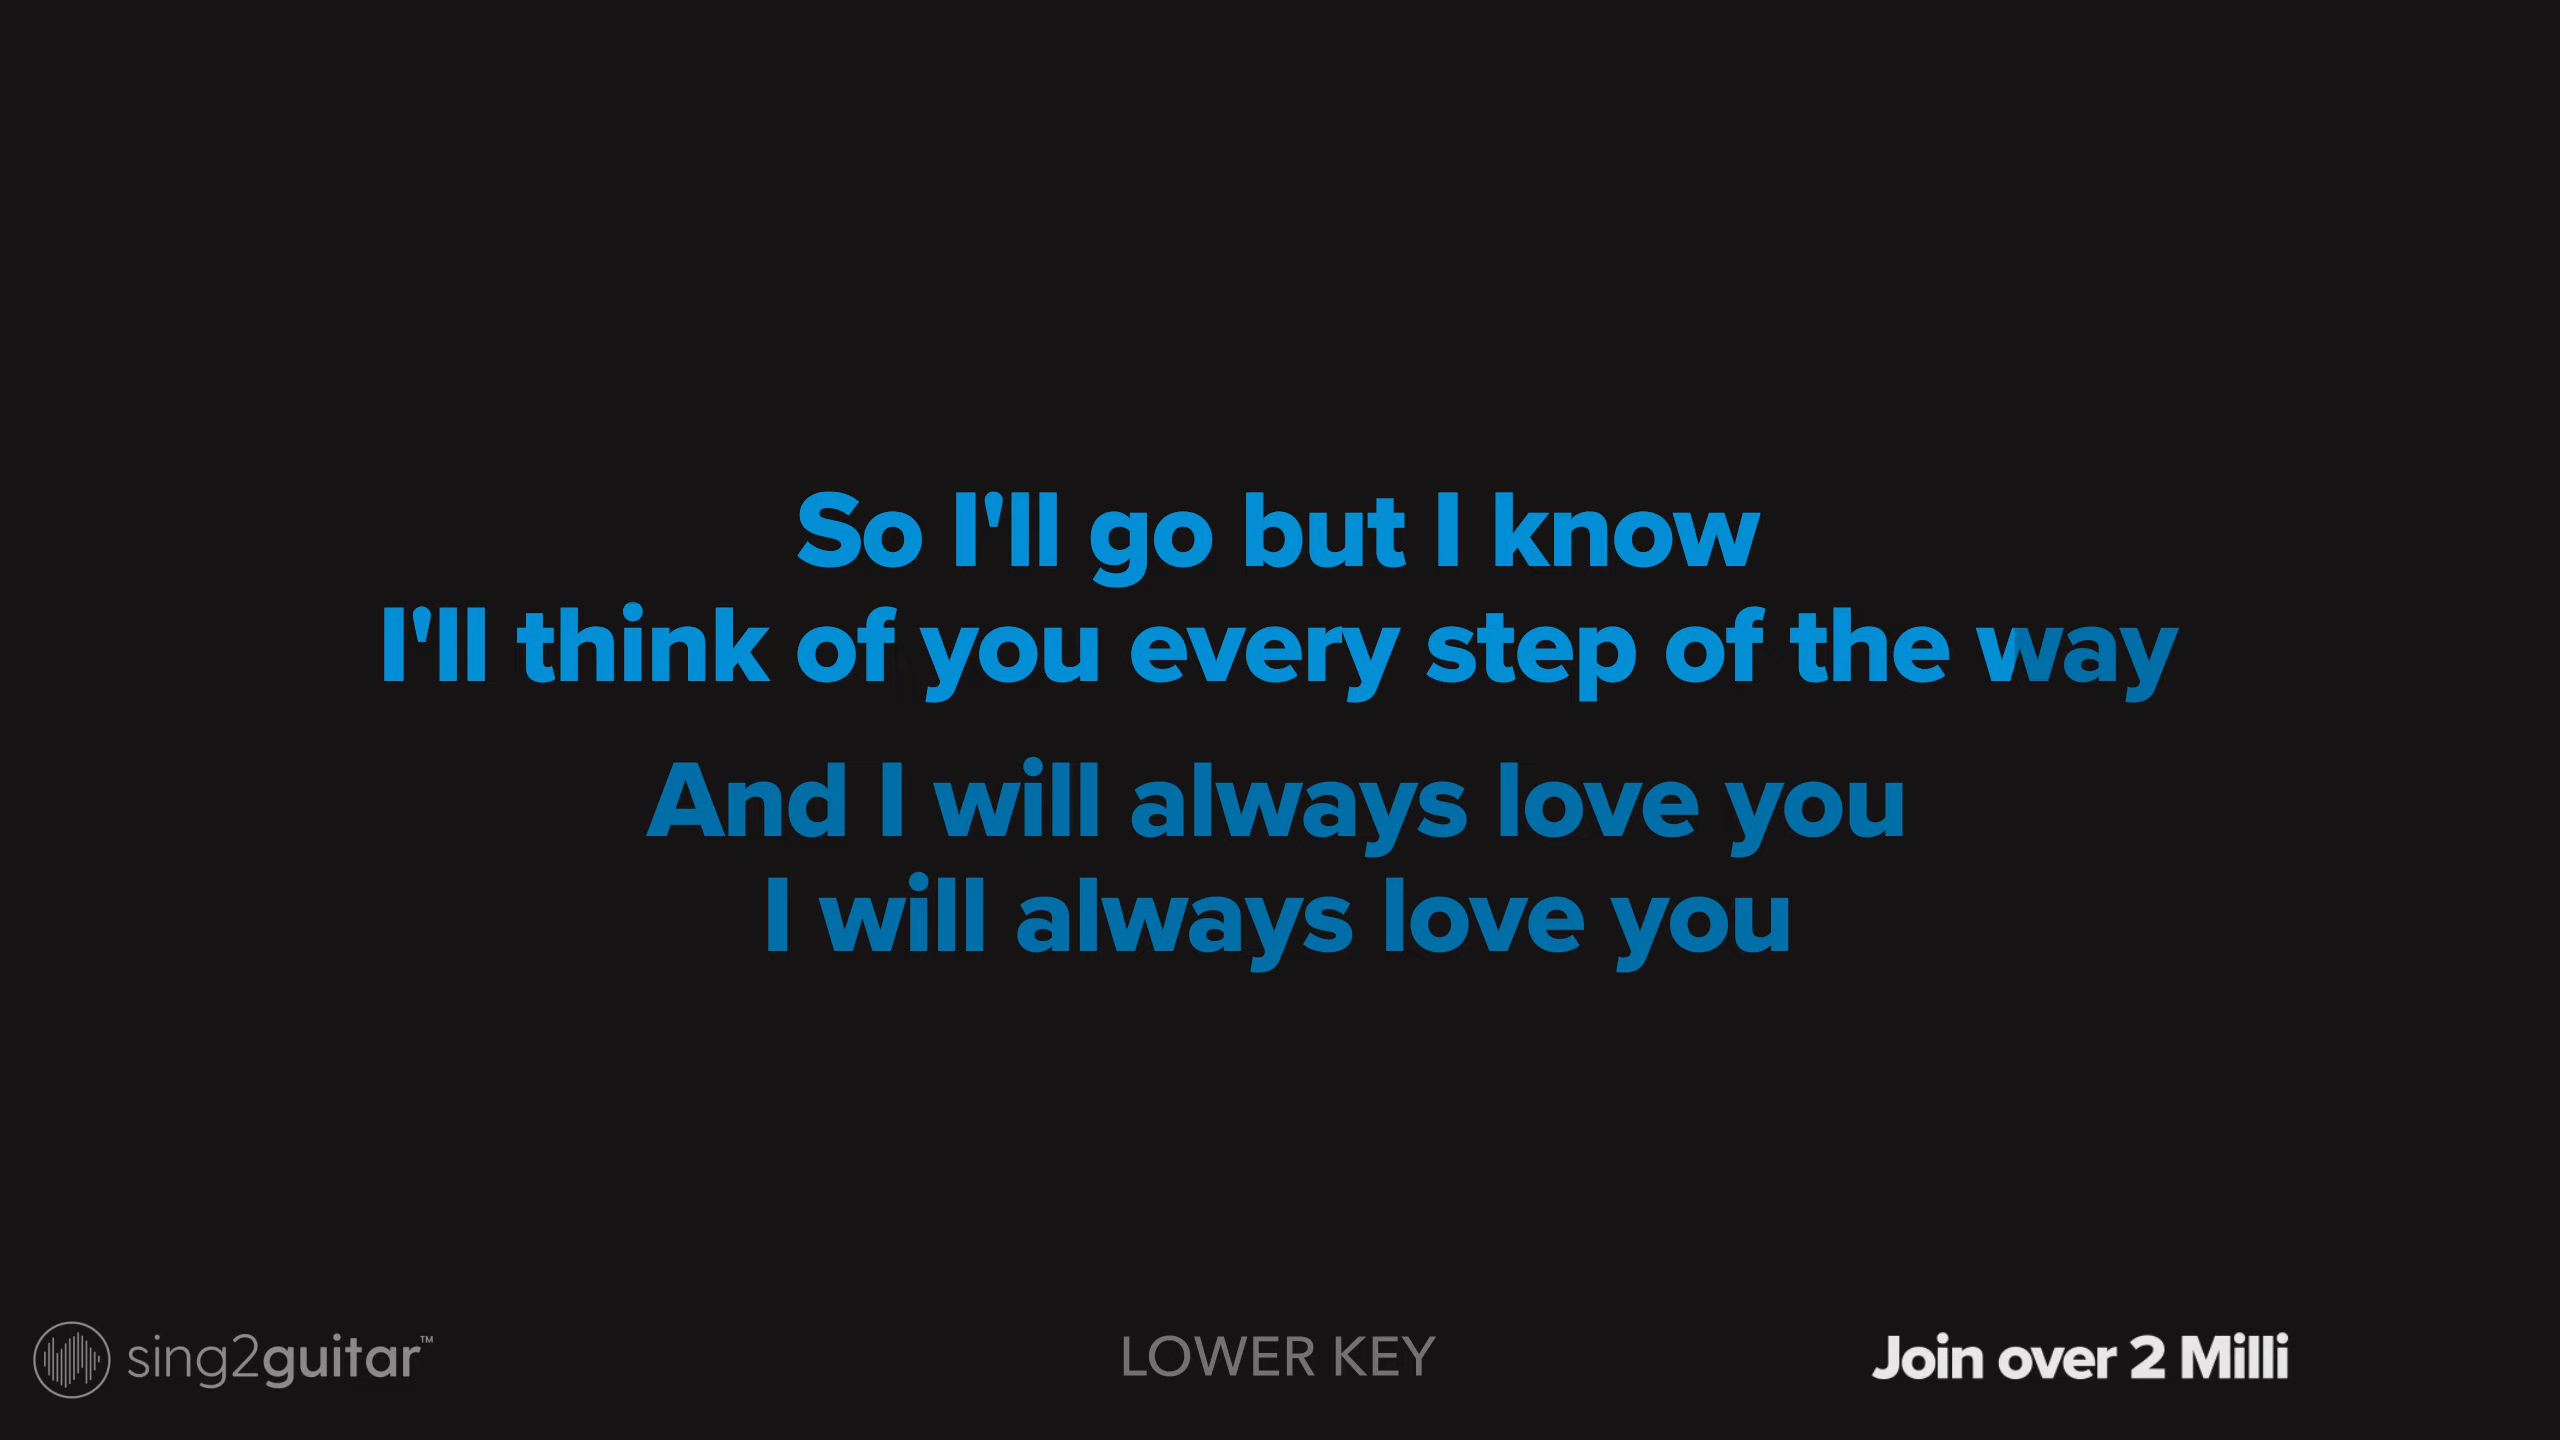 So I'll go but I know
I'll think of you every step of the way
And I will always love you
I will always love you
sing2guitar™
LOWER KEY
Join over 2 Milli